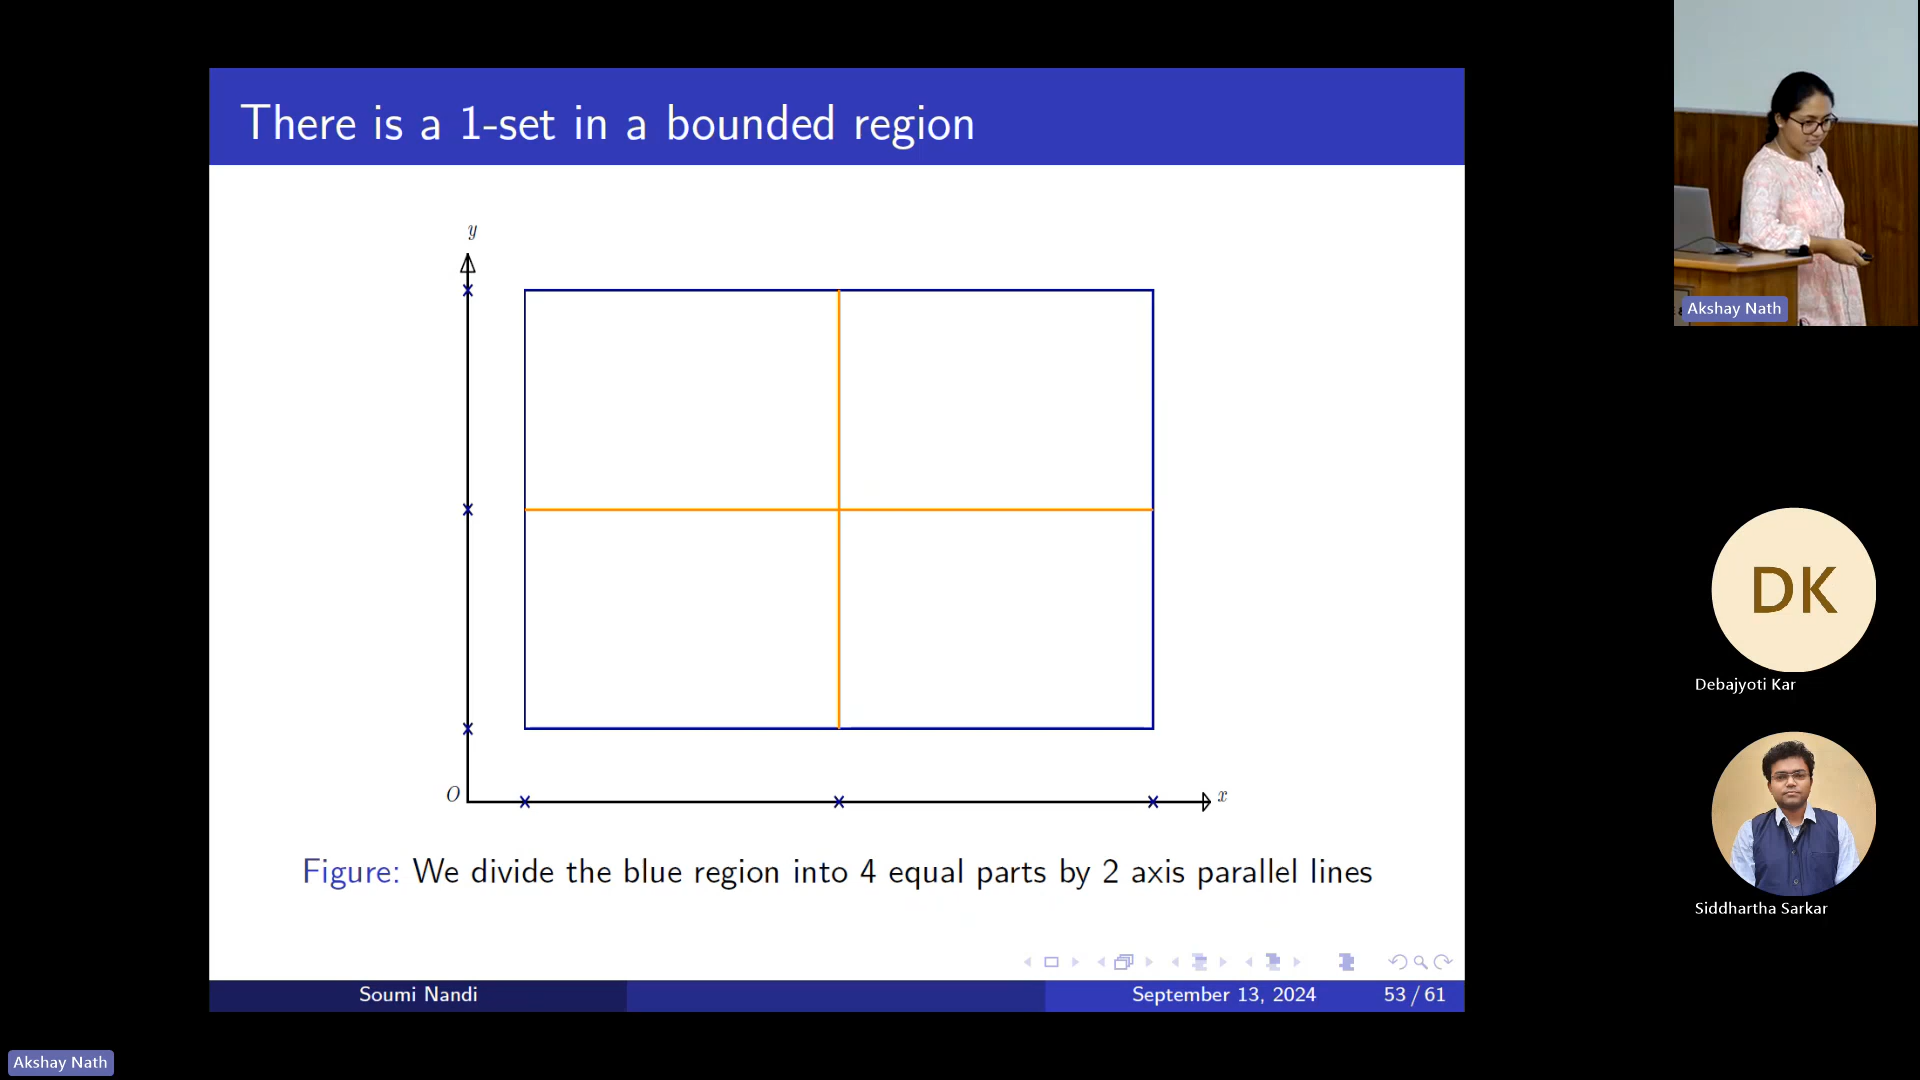 There is a 1-set in a bounded region
y
O
x
Figure: We divide the blue region into 4 equal parts by 2 axis parallel lines
Soumi Nandi
September 13, 2024
53 / 61
Akshay Nath
DK
Debajyoti Kar
Siddhartha Sarkar
Akshay Nath